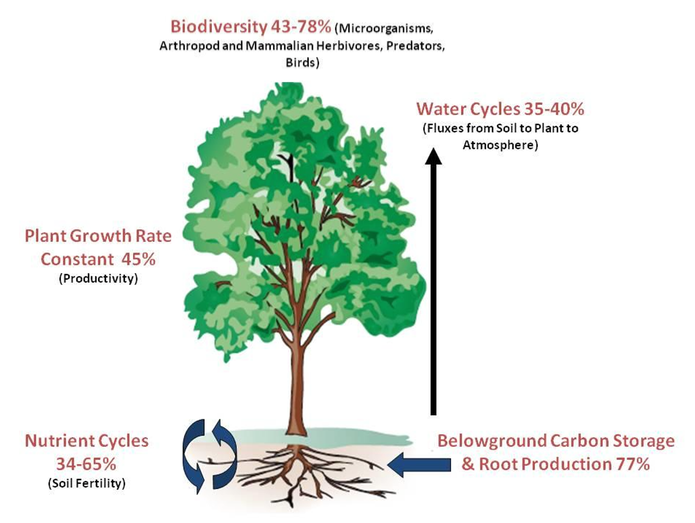 Biodiversity 43-78% (Microorganisms,
Arthropod and Mammalian Herbivores, Predators,
Birds)
Water Cycles 35-40%
(Fluxes from Soil to Plant to
Atmosphere)
Plant Growth Rate
Constant 45%
(Productivity)
Nutrient Cycles
34-65%
(Soil Fertility)
Belowground Carbon Storage
& Root Production 77%